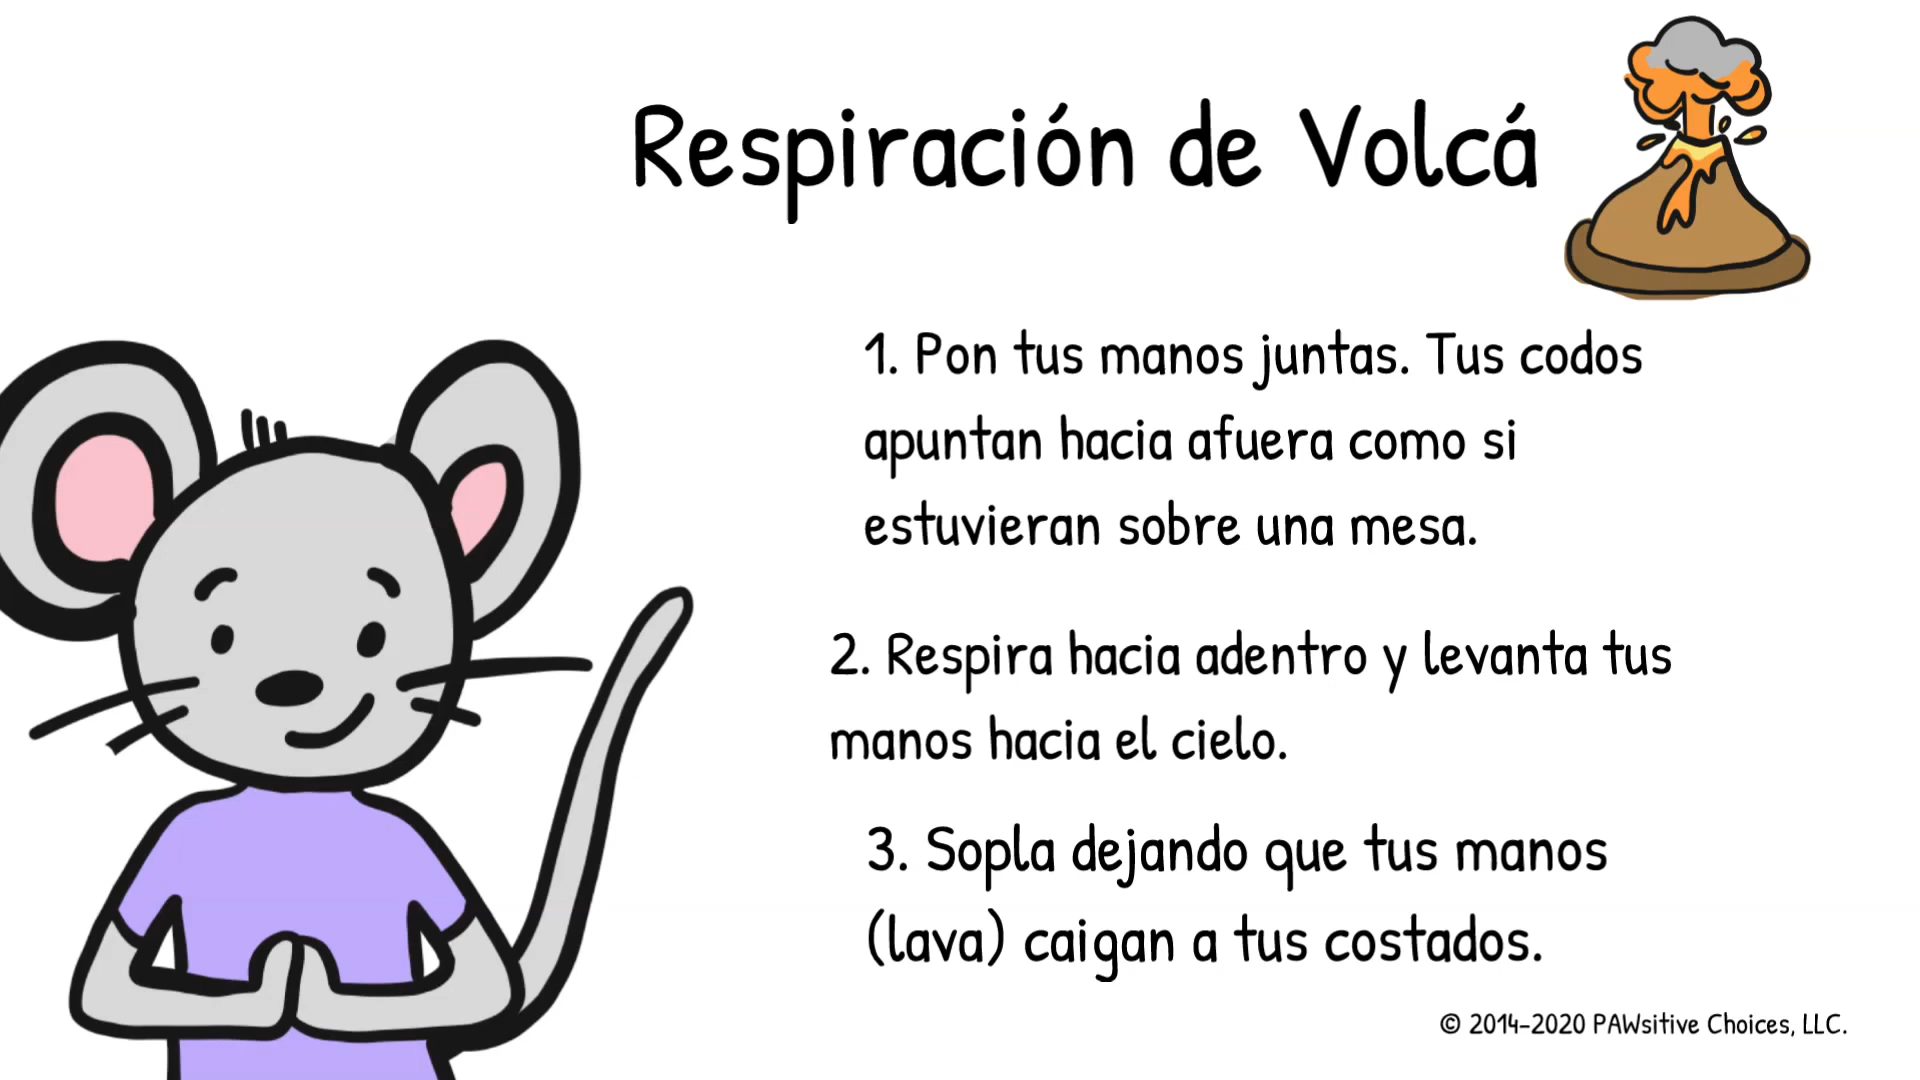 Respiración de Volcá
1. Pon tus manos juntas. Tus codos
apuntan hacia afuera como si
estuvieran sobre una mesa.
2. Respira hacia adentro y levanta tus
manos hacia el cielo.
3. Sopla dejando que tus manos
(lava) caigan a tus costados.
© 2014-2020 PAWsitive Choices, LLC.